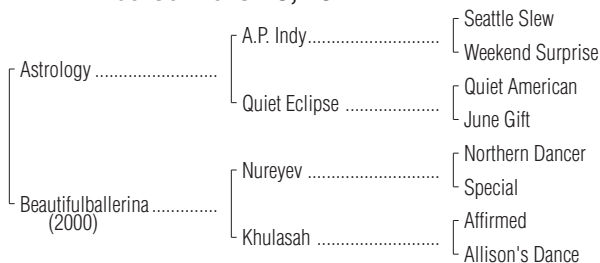 Seattle Slew
A.P. Indy
Weekend Surprise
Astrology
Quiet American
Quiet Eclipse
June Gift
Northern Dancer
Nureyev
Special
Beautifulballerina
(2000)
Affirmed
Khulasah
Allison's Dance